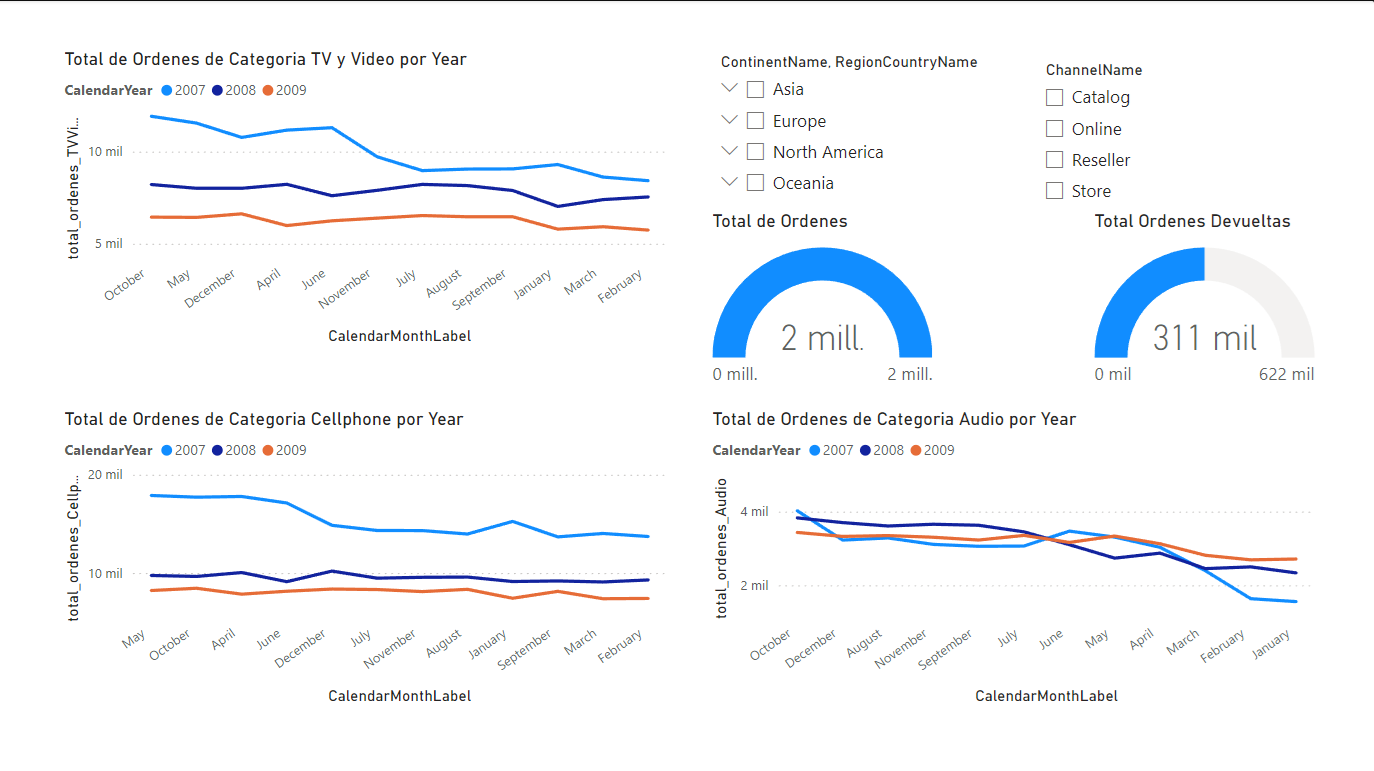 Total de Ordenes de Categoria TV y Video por Year
CalendarYear 2007 2008 2009
total_ordenes_TVVi...
10 mil
5 mil
October May December April June November July August September January March February
CalendarMonthLabel
ContinentName, RegionCountryName
Asia
Europe
North America
Oceania
ChannelName
Catalog
Online
Reseller
Store
Total de Ordenes
2 mill.
0 mill. 2 mill.
Total Ordenes Devueltas
311 mil
0 mil 622 mil
Total de Ordenes de Categoria Cellphone por Year
CalendarYear 2007 2008 2009
total_ordenes_Cellp...
20 mil
10 mil
May October April June December July November August January September March February
CalendarMonthLabel
Total de Ordenes de Categoria Audio por Year
CalendarYear 2007 2008 2009
total_ordenes_Audio
4 mil
2 mil
October December August November September July June May April March February January
CalendarMonthLabel